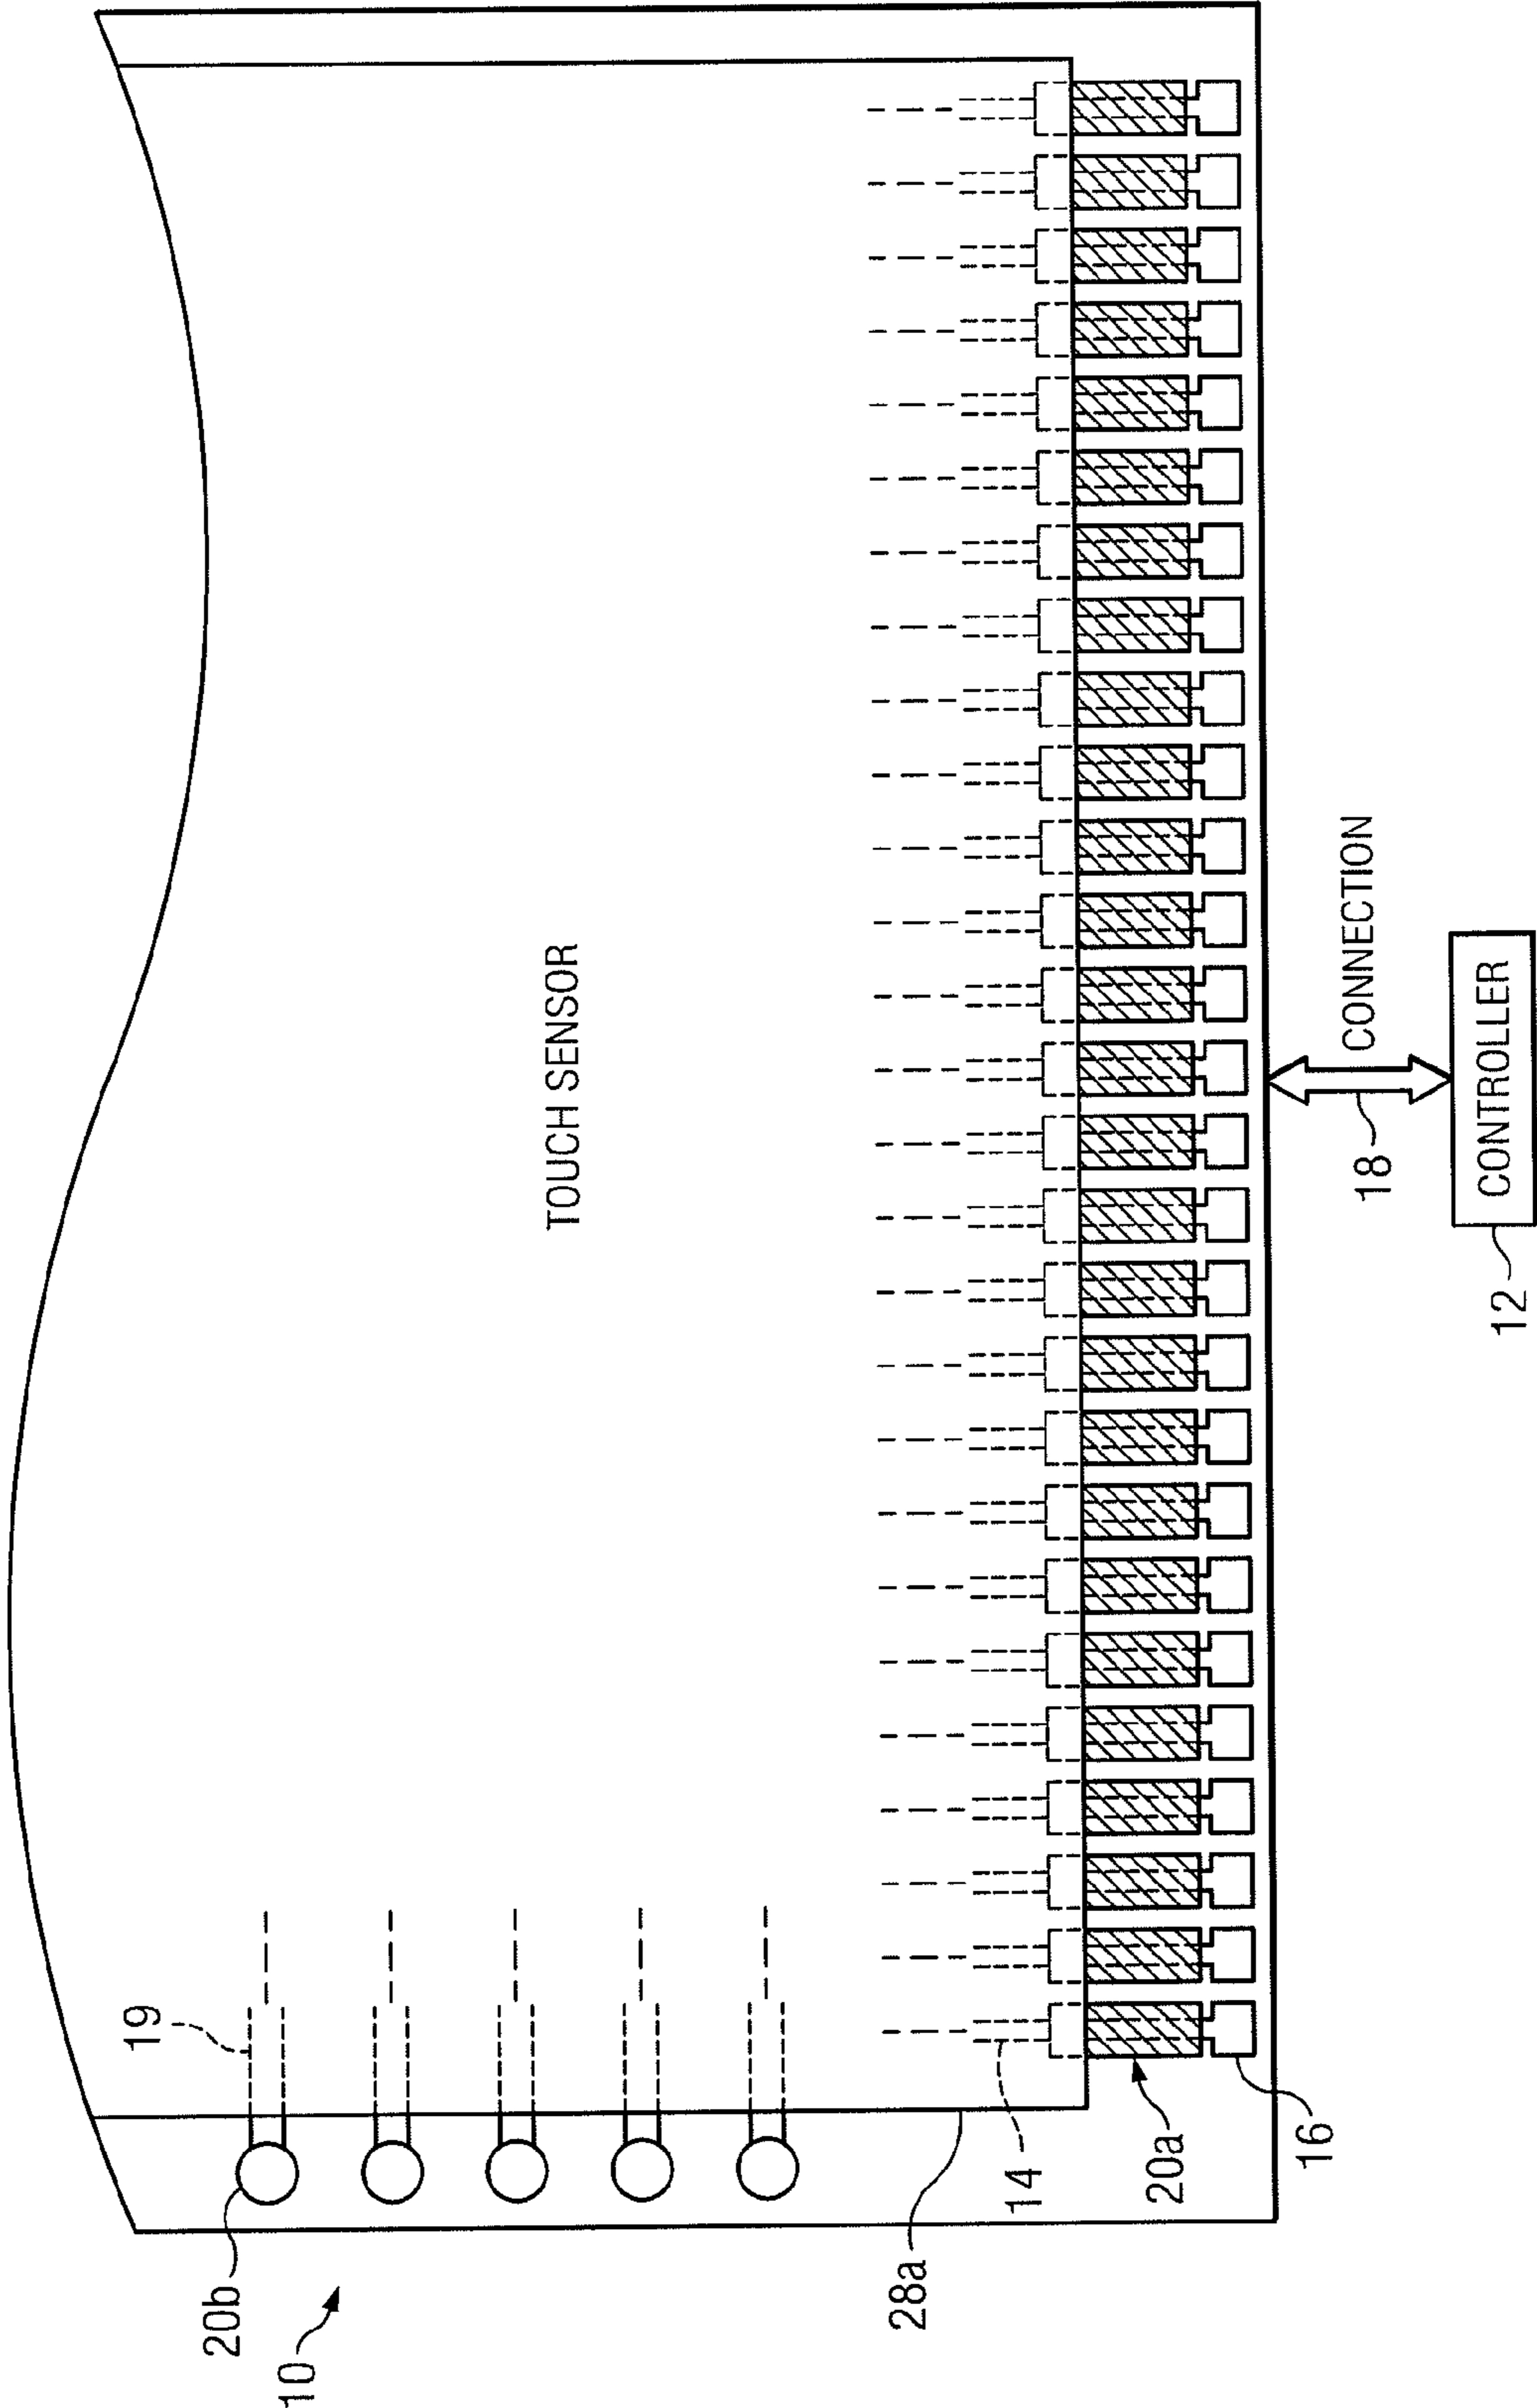 10
20b
19
TOUCH SENSOR
28a
14
20a
16
18
CONNECTION
12
CONTROLLER